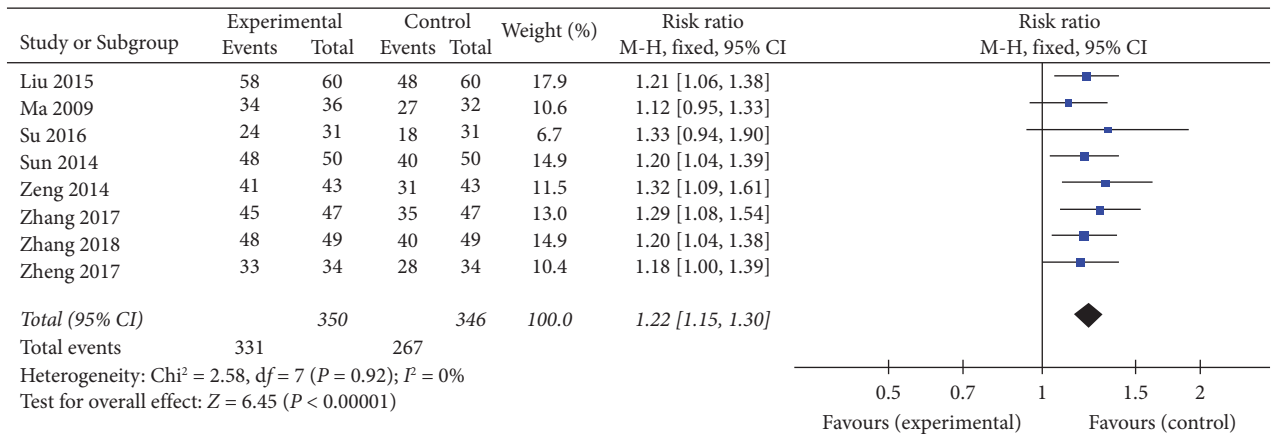 Study or Subgroup Experimental Control Weight (%) Risk ratio Risk ratio
Events Total Events Total M-H, fixed, 95% CI M-H, fixed, 95% CI
Liu 2015 58 60 48 60 17.9 1.21 [1.06, 1.38]
Ma 2009 34 36 27 32 10.6 1.12 [0.95, 1.33]
Su 2016 24 31 18 31 6.7 1.33 [0.94, 1.90]
Sun 2014 48 50 40 50 14.9 1.20 [1.04, 1.39]
Zeng 2014 41 43 31 43 11.5 1.32 [1.09, 1.61]
Zhang 2017 45 47 35 47 13.0 1.29 [1.08, 1.54]
Zhang 2018 48 49 40 49 14.9 1.20 [1.04, 1.38]
Zheng 2017 33 34 28 34 10.4 1.18 [1.00, 1.39]
Total (95% CI) 350 346 100.0 1.22 [1.15, 1.30]
Total events 331 267
Heterogeneity: Chi² = 2.58, df = 7 (P = 0.92); I² = 0%
Test for overall effect: Z = 6.45 (P < 0.00001)
0.5 0.7 1 1.5 2
Favours (experimental) Favours (control)